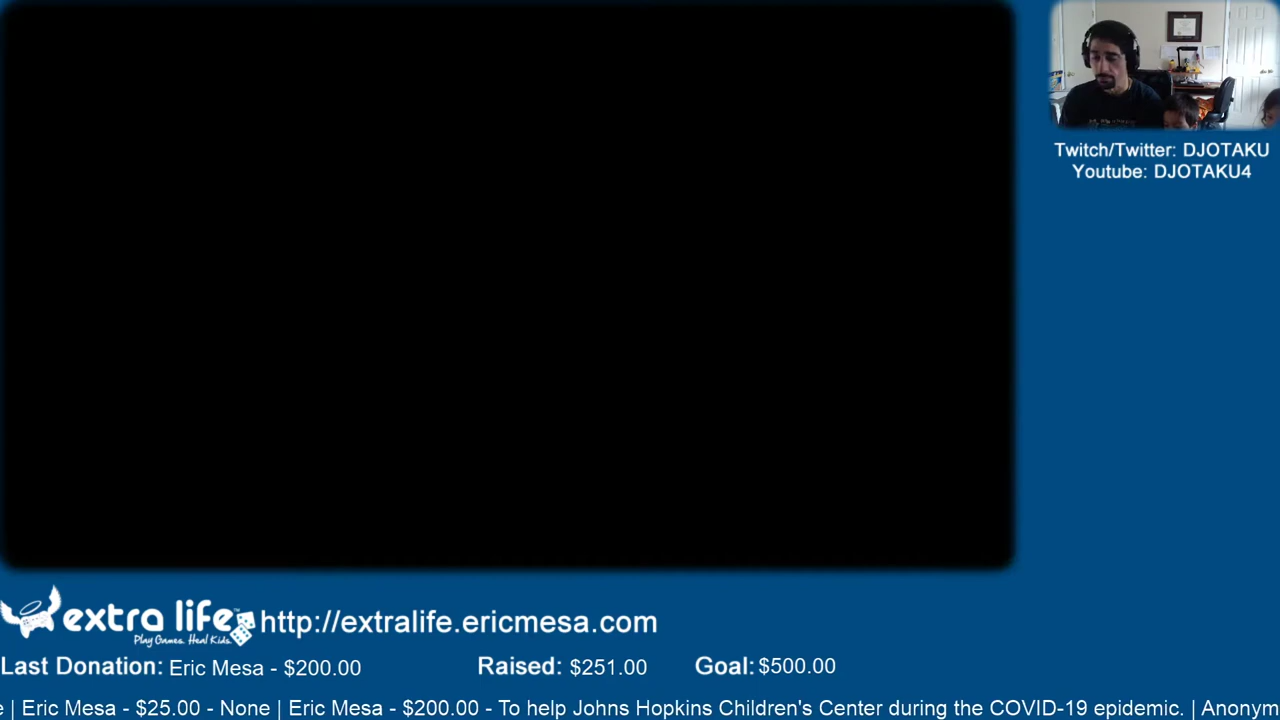 Twitch/Twitter: DJOTAKU
Youtube: DJOTAKU4
extra life
Play Games. Heal Kids.
http://extralife.ericmesa.com
Last Donation: Eric Mesa - $200.00 Raised: $251.00 Goal: $500.00
e | Eric Mesa - $25.00 - None | Eric Mesa - $200.00 - To help Johns Hopkins Children's Center during the COVID-19 epidemic. | Anonym